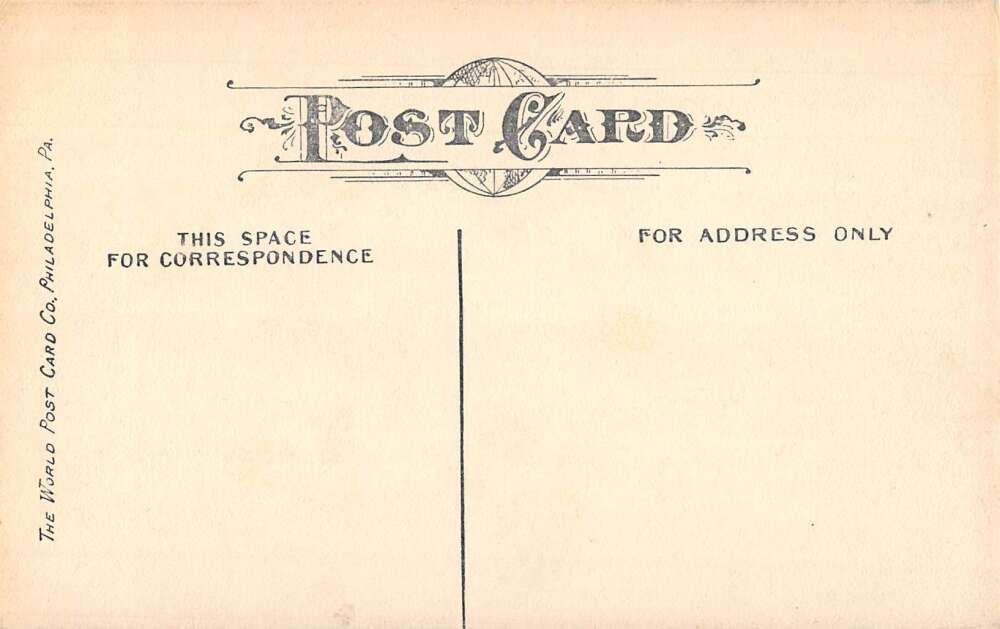 POST CARD
THIS SPACE
FOR CORRESPONDENCE
FOR ADDRESS ONLY
THE WORLD POST CARD CO., PHILADELPHIA, PA.